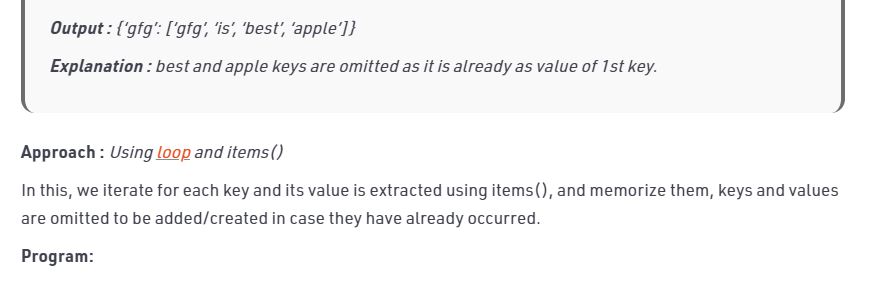 Output : {‘gfg’: [‘gfg’, ‘is’, ‘best’, ‘apple’]}
Explanation : best and apple keys are omitted as it is already as value of 1st key.
Approach : Using loop and items()
In this, we iterate for each key and its value is extracted using items(), and memorize them, keys and values
are omitted to be added/created in case they have already occurred.
Program: